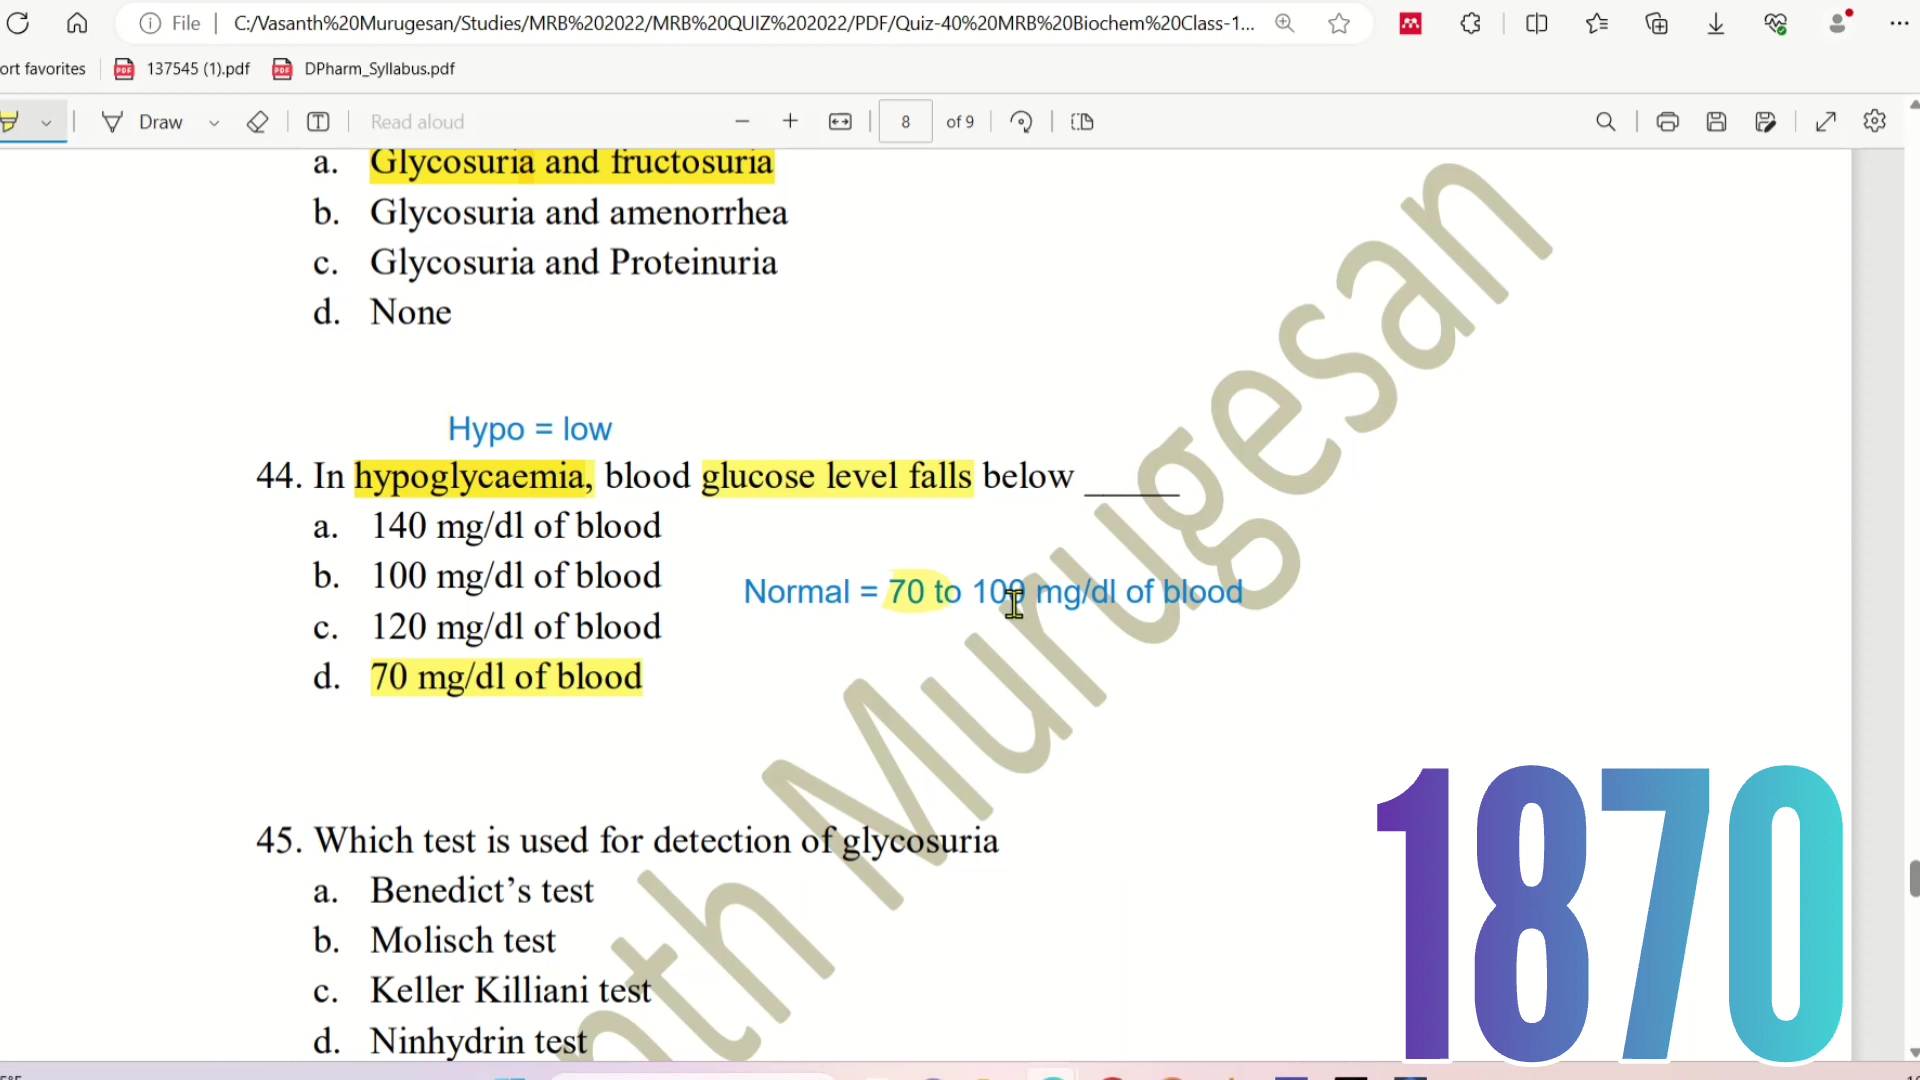 File
C:/Vasanth%20Murugesan/Studies/MRB%202022/MRB%20QUIZ%202022/PDF/Quiz-40%20MRB%20Biochem%20Class-1...
ort favorites
137545 (1).pdf
DPharm_Syllabus.pdf
Draw
Read aloud
8
of 9
a. Glycosuria and fructosuria
b. Glycosuria and amenorrhea
c. Glycosuria and Proteinuria
d. None
Hypo = low
44. In hypoglycaemia, blood glucose level falls below _____
a. 140 mg/dl of blood
b. 100 mg/dl of blood
Normal = 70 to 100 mg/dl of blood
c. 120 mg/dl of blood
d. 70 mg/dl of blood
45. Which test is used for detection of glycosuria
a. Benedict’s test
b. Molisch test
c. Keller Killiani test
d. Ninhydrin test
nth Murugesan
1870